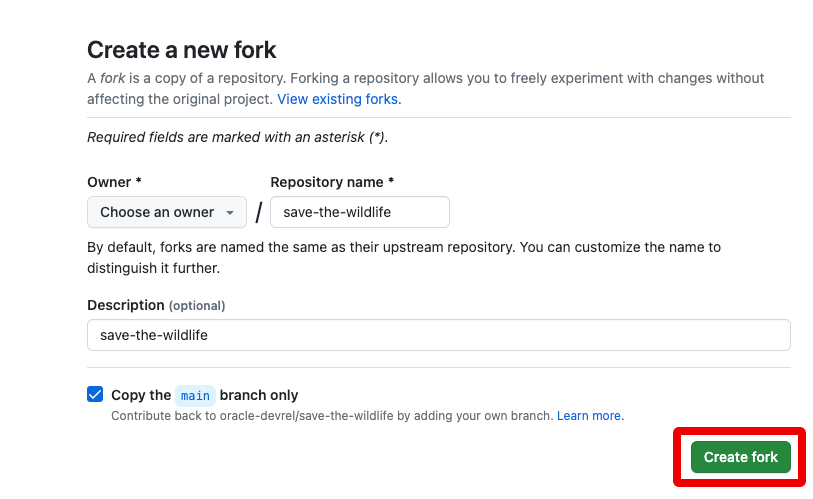 Create a new fork
A fork is a copy of a repository. Forking a repository allows you to freely experiment with changes without
affecting the original project. View existing forks.
Required fields are marked with an asterisk (*).
Owner * Repository name *
Choose an owner / save-the-wildlife
By default, forks are named the same as their upstream repository. You can customize the name to
distinguish it further.
Description (optional)
save-the-wildlife
Copy the main branch only
Contribute back to oracle-devrel/save-the-wildlife by adding your own branch. Learn more.
Create fork